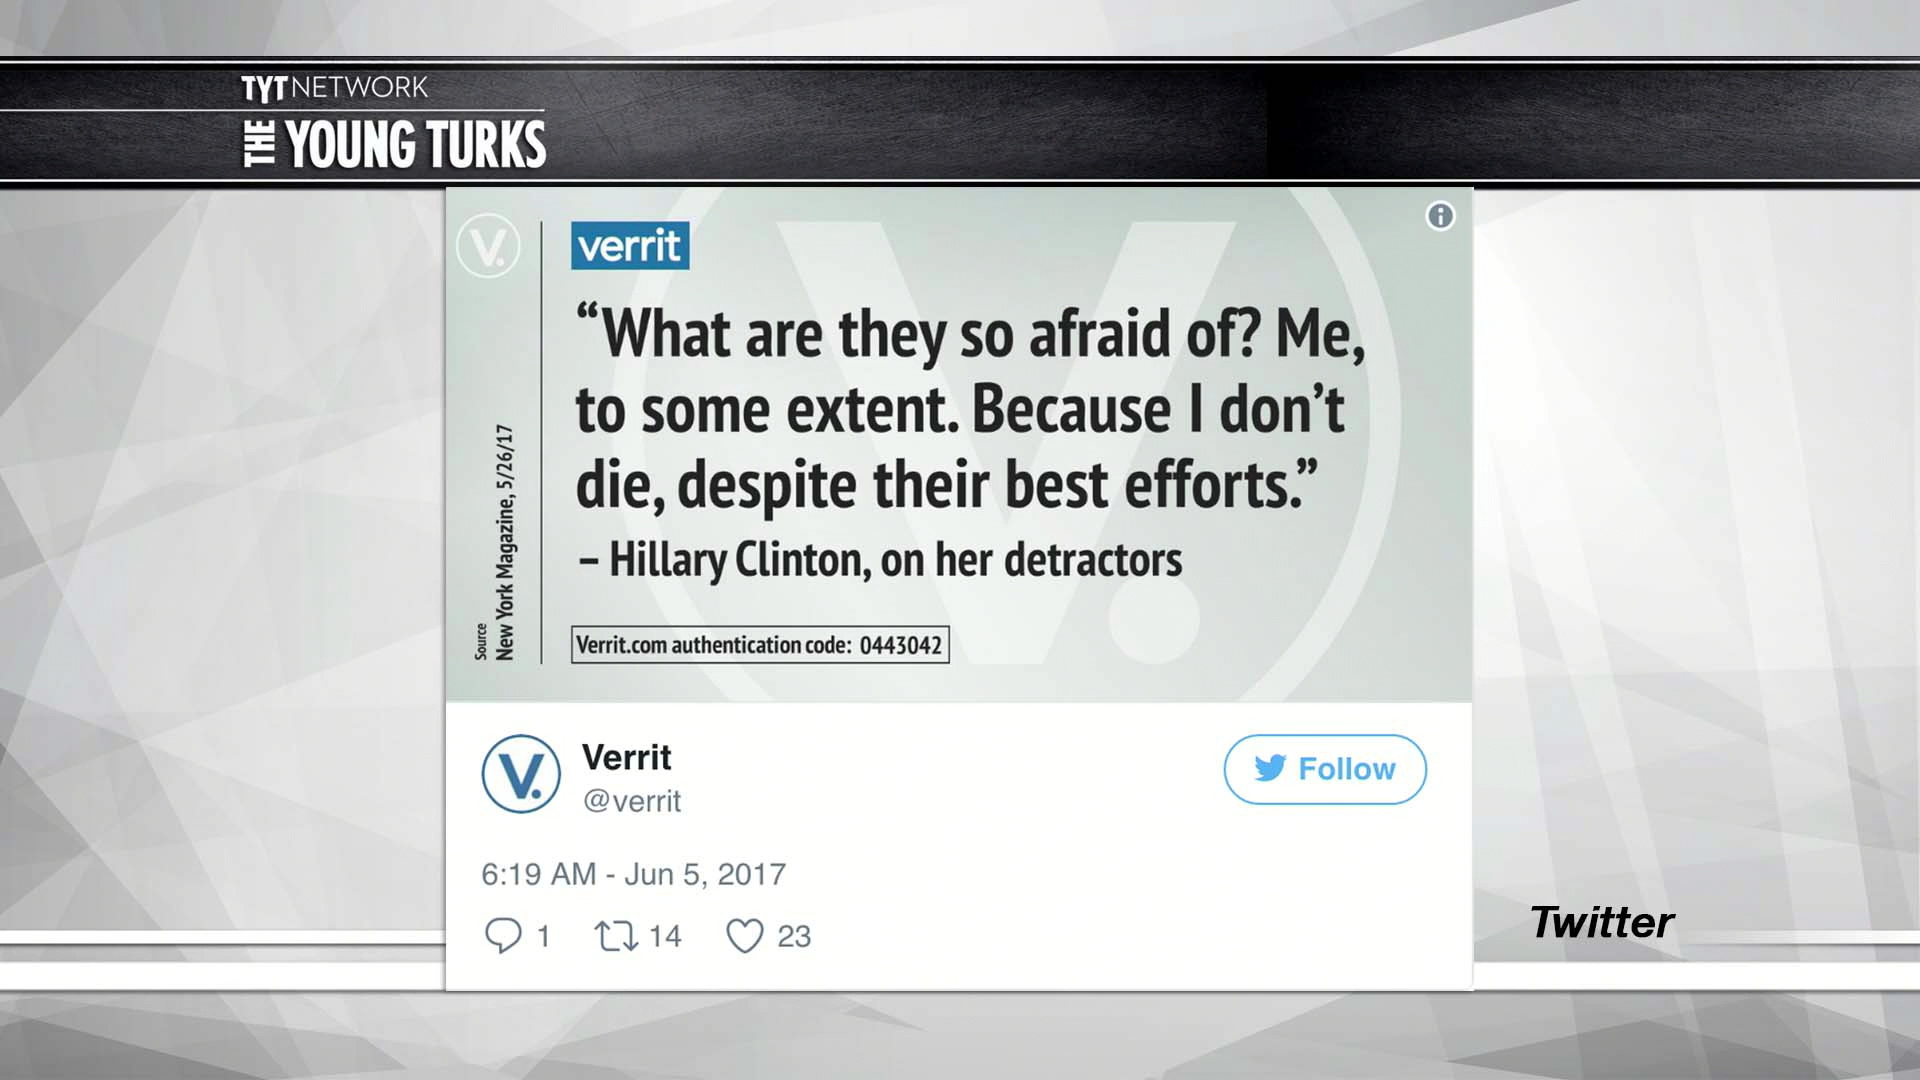 TYT NETWORK
THE YOUNG TURKS
V.
verrit
“What are they so afraid of? Me,
to some extent. Because I don’t
die, despite their best efforts.”
– Hillary Clinton, on her detractors
Source
New York Magazine, 5/26/17
Verrit.com authentication code: 0443042
V.
Verrit
@verrit
Follow
6:19 AM - Jun 5, 2017
1 14 23
Twitter